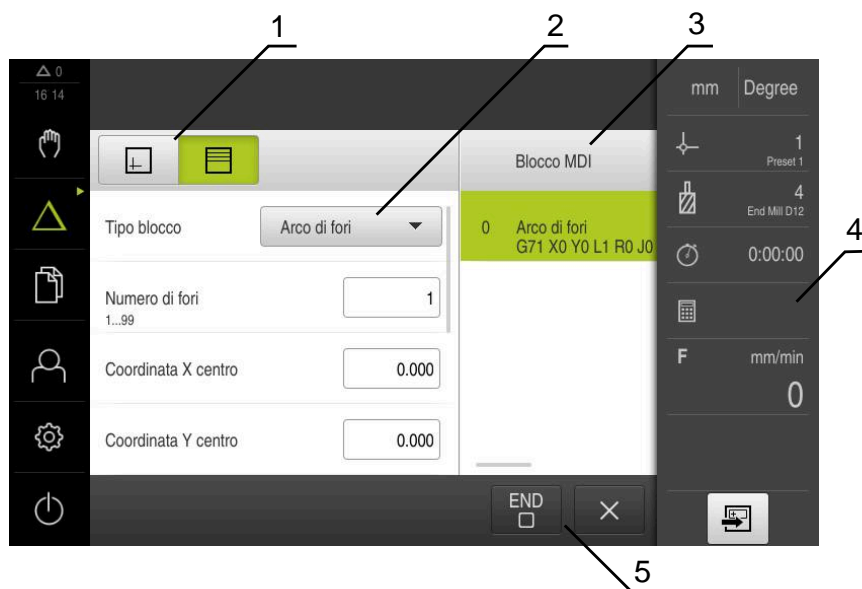 1
2
3
0
16 14
mm
Degree
1
Preset 1
Blocco MDI
4
End Mill D12
Tipo blocco
Arco di fori
0
Arco di fori
G71 X0 Y0 L1 R0 J0
4
0:00:00
Numero di fori
1...99
1
F
mm/min
0
Coordinata X centro
0.000
Coordinata Y centro
0.000
END
5